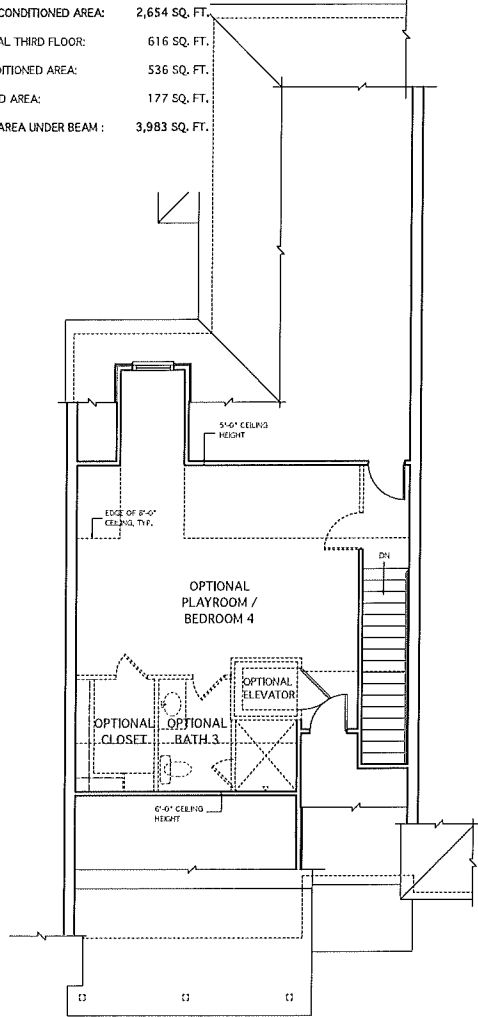 CONDITIONED AREA: 2,654 SQ. FT.
AL THIRD FLOOR: 616 SQ. FT.
DITIONED AREA: 536 SQ. FT.
D AREA: 177 SQ. FT.
AREA UNDER BEAM : 3,983 SQ. FT.
5'-0" CEILING
HEIGHT
EDGE OF 8'-0"
CEILING, TYP.
DN
OPTIONAL
PLAYROOM /
BEDROOM 4
OPTIONAL
ELEVATOR
OPTIONAL
CLOSET
OPTIONAL
BATH 3
6'-0" CEILING
HEIGHT